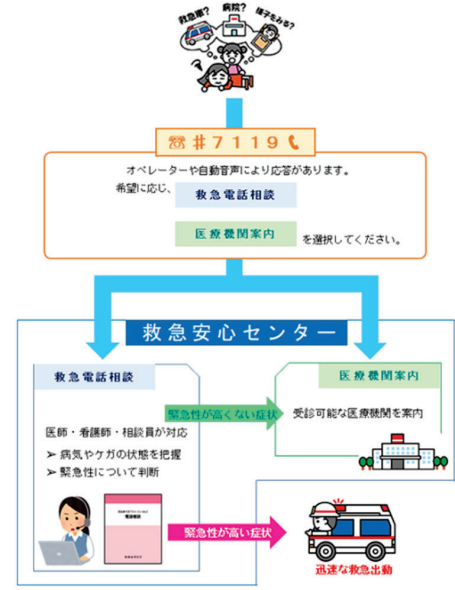 救急車?
病院?
様子をみる?
☏#7119
オペレーターや自動音声により応答があります。
希望に応じ、
救急電話相談
医療機関案内
を選択してください。
救急安心センター
救急電話相談
医師・看護師・相談員が対応
➢ 病気やケガの状態を把握
➢ 緊急性について判断
緊急性が高くない症状
医療機関案内
受診可能な医療機関を案内
緊急性が高い症状
迅速な救急出動